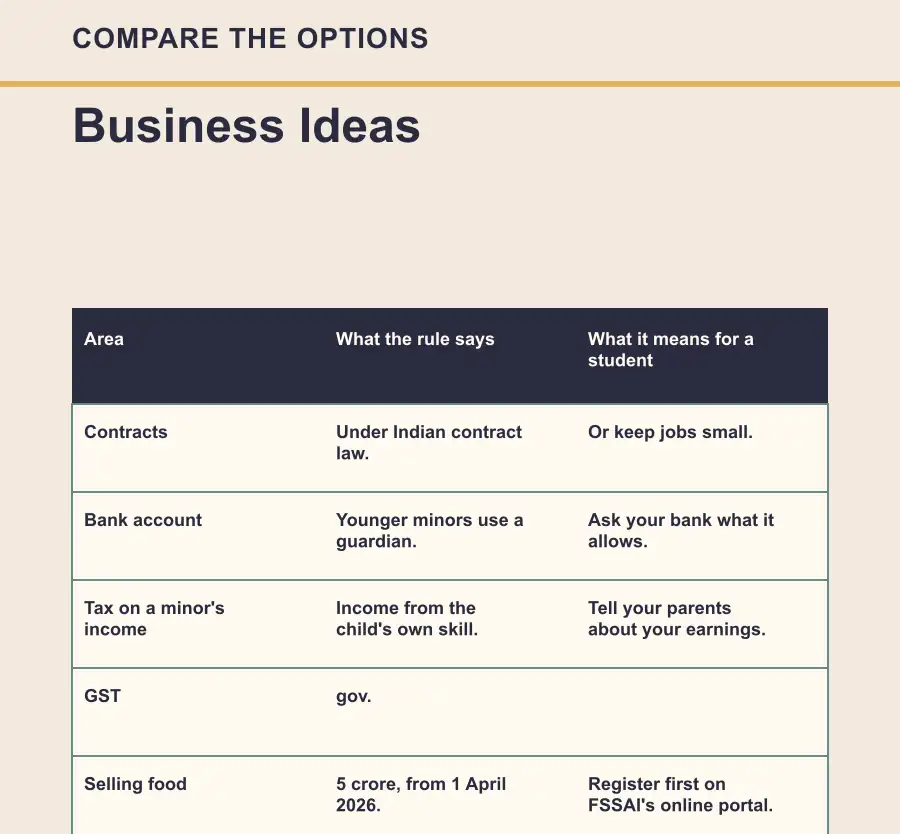 COMPARE THE OPTIONS
Business Ideas
Area
What the rule says
What it means for a
student
Contracts
Under Indian contract
law.
Or keep jobs small.
Bank account
Younger minors use a
guardian.
Ask your bank what it
allows.
Tax on a minor's
income
Income from the
child's own skill.
Tell your parents
about your earnings.
GST
gov.
Selling food
5 crore, from 1 April
2026.
Register first on
FSSAI's online portal.